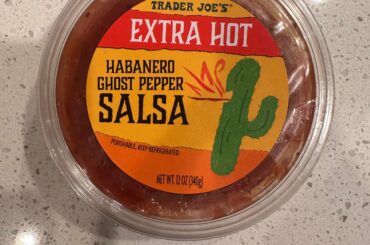 TRADER JOE'S®
EXTRA HOT
HABANERO
GHOST PEPPER
SALSA
PERISHABLE, KEEP REFRIGERATED
NET WT. 12 OZ (340g)